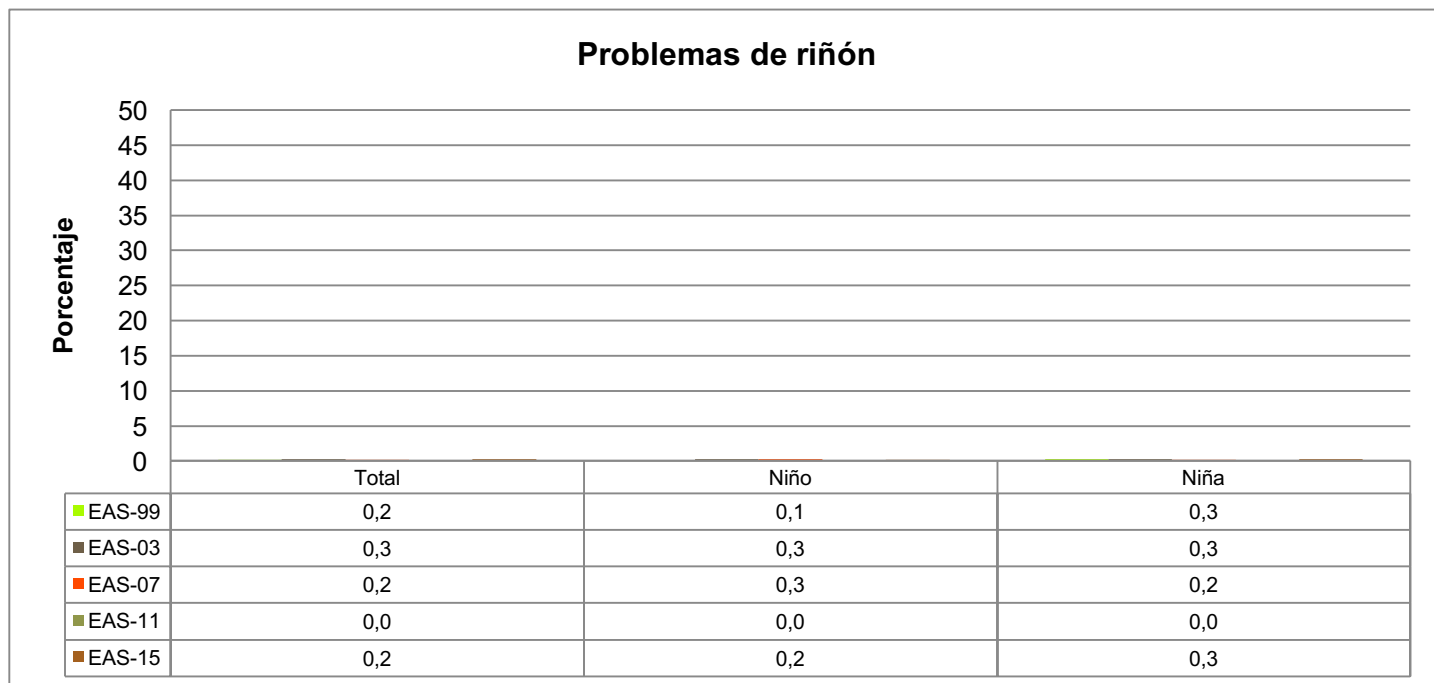 Problemas de riñón
Porcentaje
50
45
40
35
30
25
20
15
10
5
0
Total Niño Niña
EAS-99 0,2 0,1 0,3
EAS-03 0,3 0,3 0,3
EAS-07 0,2 0,3 0,2
EAS-11 0,0 0,0 0,0
EAS-15 0,2 0,2 0,3